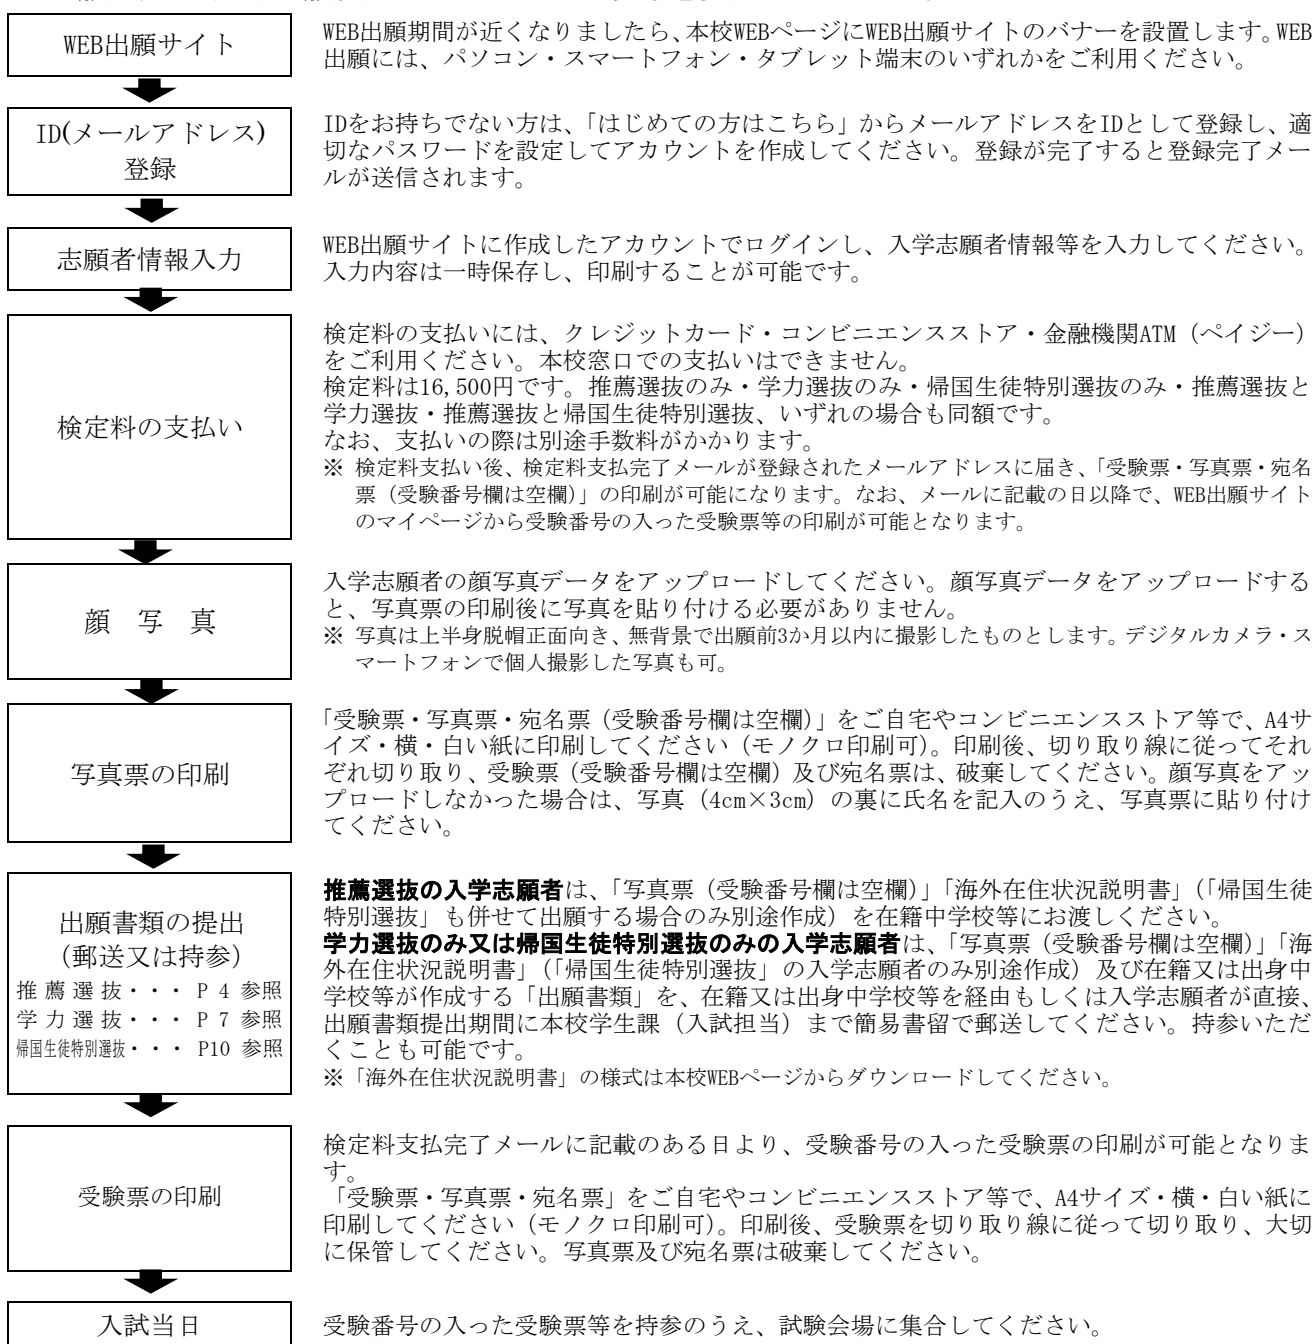 WEB出願サイト
WEB出願期間が近くなりましたら、本校WEBページにWEB出願サイトのバナーを設置します。WEB
出願には、パソコン・スマートフォン・タブレット端末のいずれかをご利用ください。
ID(メールアドレス)
登録
IDをお持ちでない方は、「はじめての方はこちら」からメールアドレスをIDとして登録し、適
切なパスワードを設定してアカウントを作成してください。登録が完了すると登録完了メー
ルが送信されます。
志願者情報入力
WEB出願サイトに作成したアカウントでログインし、入学志願者情報等を入力してください。
入力内容は一時保存し、印刷することが可能です。
検定料の支払い
検定料の支払いには、クレジットカード・コンビニエンスストア・金融機関ATM（ペイジー）
をご利用ください。本校窓口での支払いはできません。
検定料は16,500円です。推薦選抜のみ・学力選抜のみ・帰国生徒特別選抜のみ・推薦選抜と
学力選抜・推薦選抜と帰国生徒特別選抜、いずれの場合も同額です。
なお、支払いの際は別途手数料がかかります。
※ 検定料支払い後、検定料支払完了メールが登録されたメールアドレスに届き、「受験票・写真票・宛名
票（受験番号欄は空欄）」の印刷が可能になります。なお、メールに記載の日以降で、WEB出願サイト
のマイページから受験番号の入った受験票等の印刷が可能となります。
顔 写 真
入学志願者の顔写真データをアップロードしてください。顔写真データをアップロードする
と、写真票の印刷後に写真を貼り付ける必要がありません。
※ 写真は上半身脱帽正面向き、無背景で出願前3か月以内に撮影したものとします。デジタルカメラ・ス
マートフォンで個人撮影した写真も可。
写真票の印刷
「受験票・写真票・宛名票（受験番号欄は空欄）」をご自宅やコンビニエンスストア等で、A4サ
イズ・横・白い紙に印刷してください（モノクロ印刷可）。印刷後、切り取り線に従ってそれ
ぞれ切り取り、受験票（受験番号欄は空欄）及び宛名票は、破棄してください。顔写真をアッ
プロードしなかった場合は、写真（4cm×3cm）の裏に氏名を記入のうえ、写真票に貼り付け
てください。
出願書類の提出
(郵送又は持参)
推薦選抜・・・ P 4 参照
学力選抜・・・ P 7 参照
帰国生徒特別選抜・・・ P10 参照
推薦選抜の入学志願者は、「写真票（受験番号欄は空欄）」「海外在住状況説明書」（「帰国生徒
特別選抜」も併せて出願する場合のみ別途作成）を在籍中学校等にお渡しください。
学力選抜のみ又は帰国生徒特別選抜のみの入学志願者は、「写真票（受験番号欄は空欄）」「海
外在住状況説明書」（「帰国生徒特別選抜」の入学志願者のみ別途作成）及び在籍又は出身中
学校等が作成する「出願書類」を、在籍又は出身中学校等を経由もしくは入学志願者が直接、
出願書類提出期間に本校学生課（入試担当）まで簡易書留で郵送してください。持参いただ
くことも可能です。
※「海外在住状況説明書」の様式は本校WEBページからダウンロードしてください。
受験票の印刷
検定料支払完了メールに記載のある日より、受験番号の入った受験票の印刷が可能となりま
す。
「受験票・写真票・宛名票」をご自宅やコンビニエンスストア等で、A4サイズ・横・白い紙に
印刷してください（モノクロ印刷可）。印刷後、受験票を切り取り線に従って切り取り、大切
に保管してください。写真票及び宛名票は破棄してください。
入試当日
受験番号の入った受験票等を持参のうえ、試験会場に集合してください。